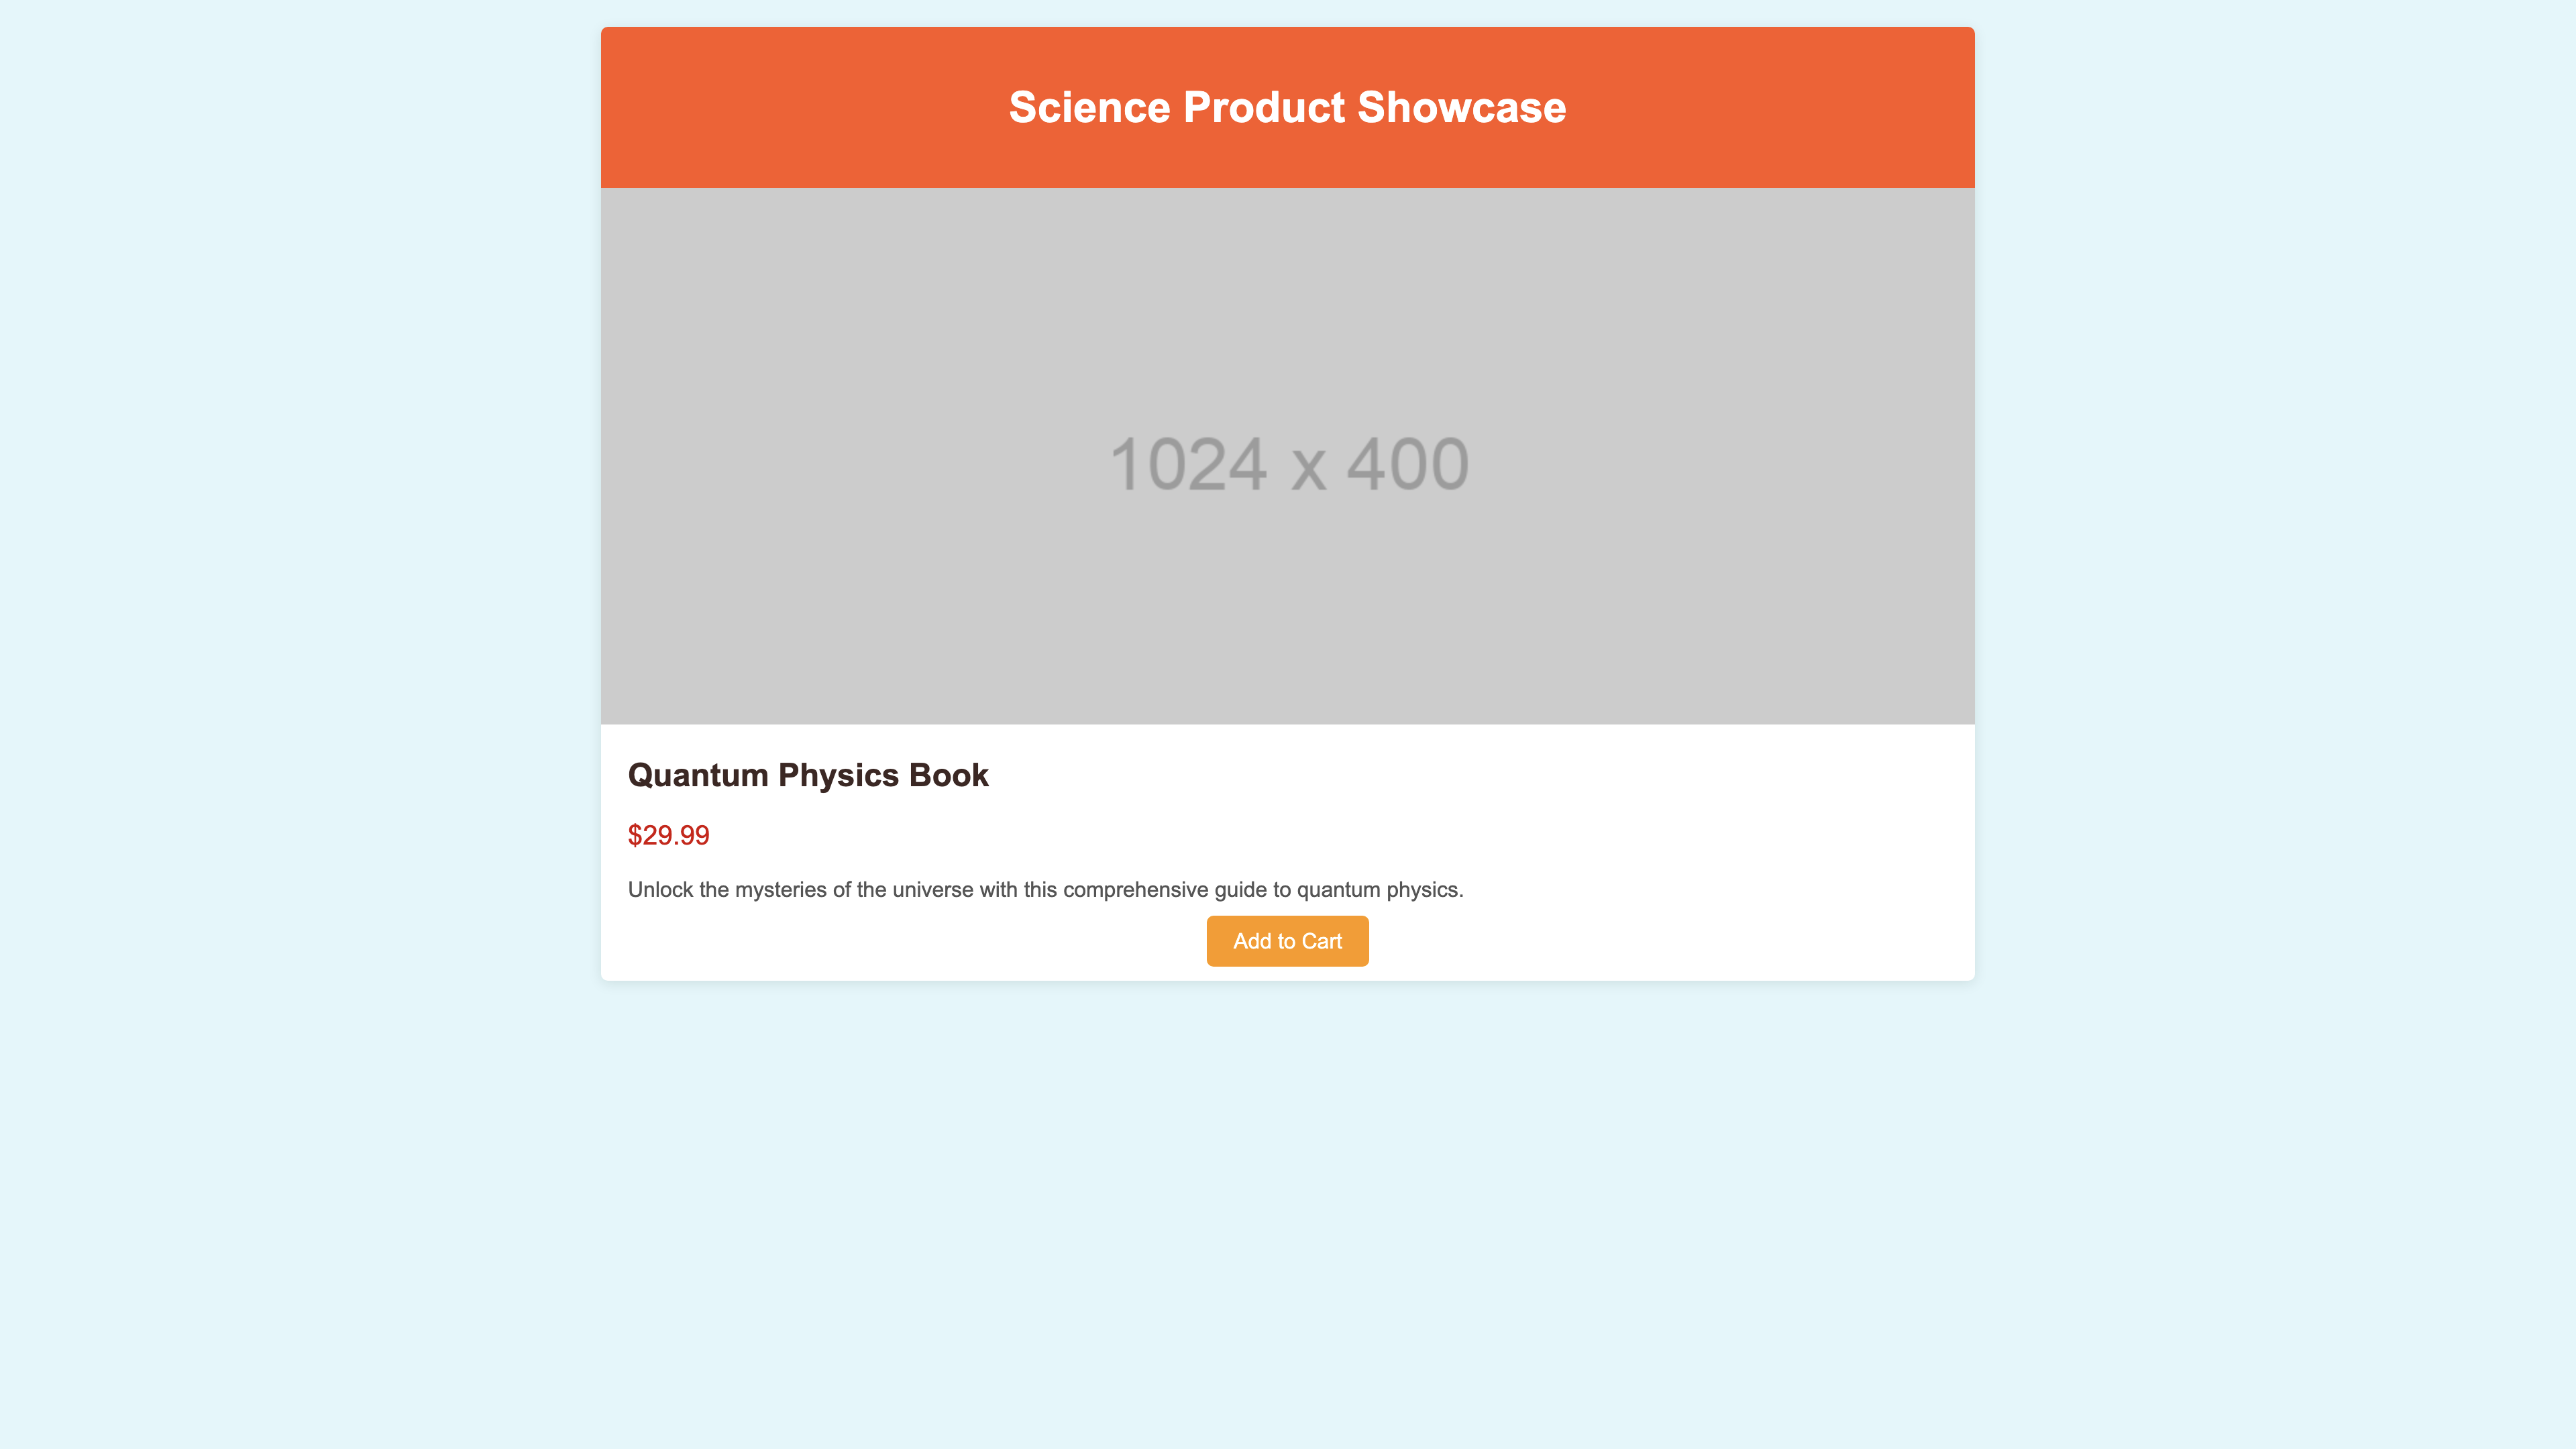 Science Product Showcase
1024 x 400
Quantum Physics Book
$29.99
Unlock the mysteries of the universe with this comprehensive guide to quantum physics.
Add to Cart